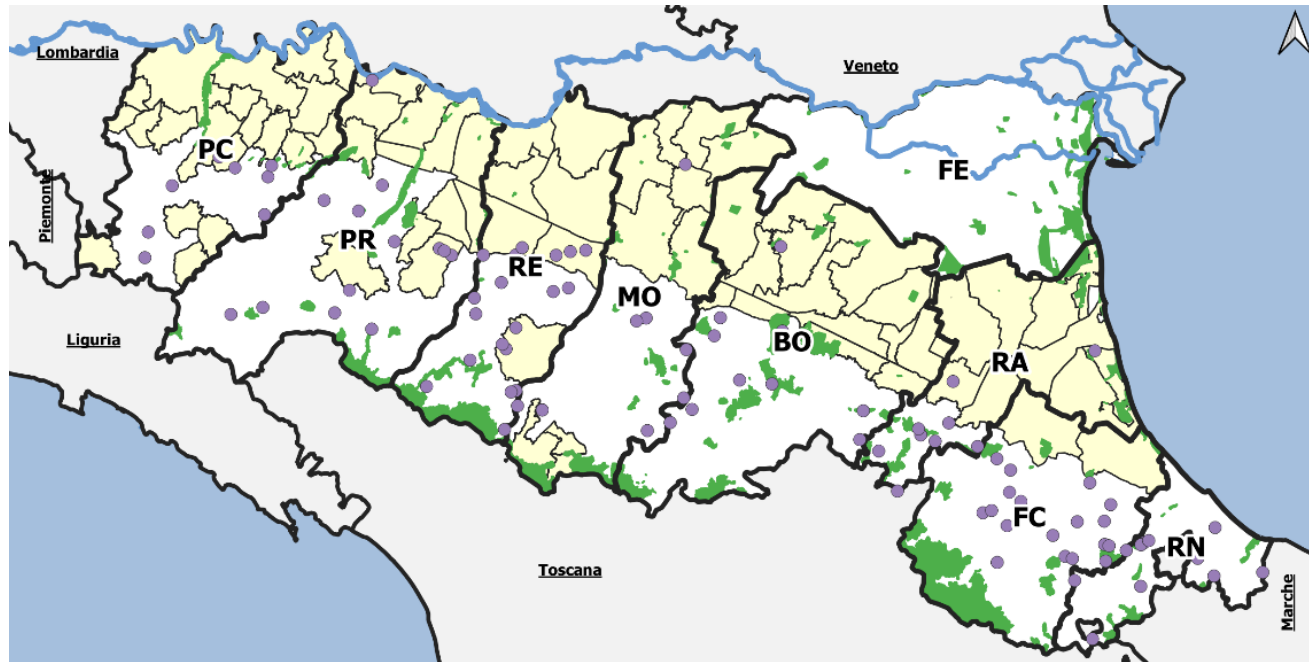 Lombardia
Veneto
PC
FE
Piemonte
PR
RE
MO
Liguria
BO
RA
FC
RN
Toscana
Marche